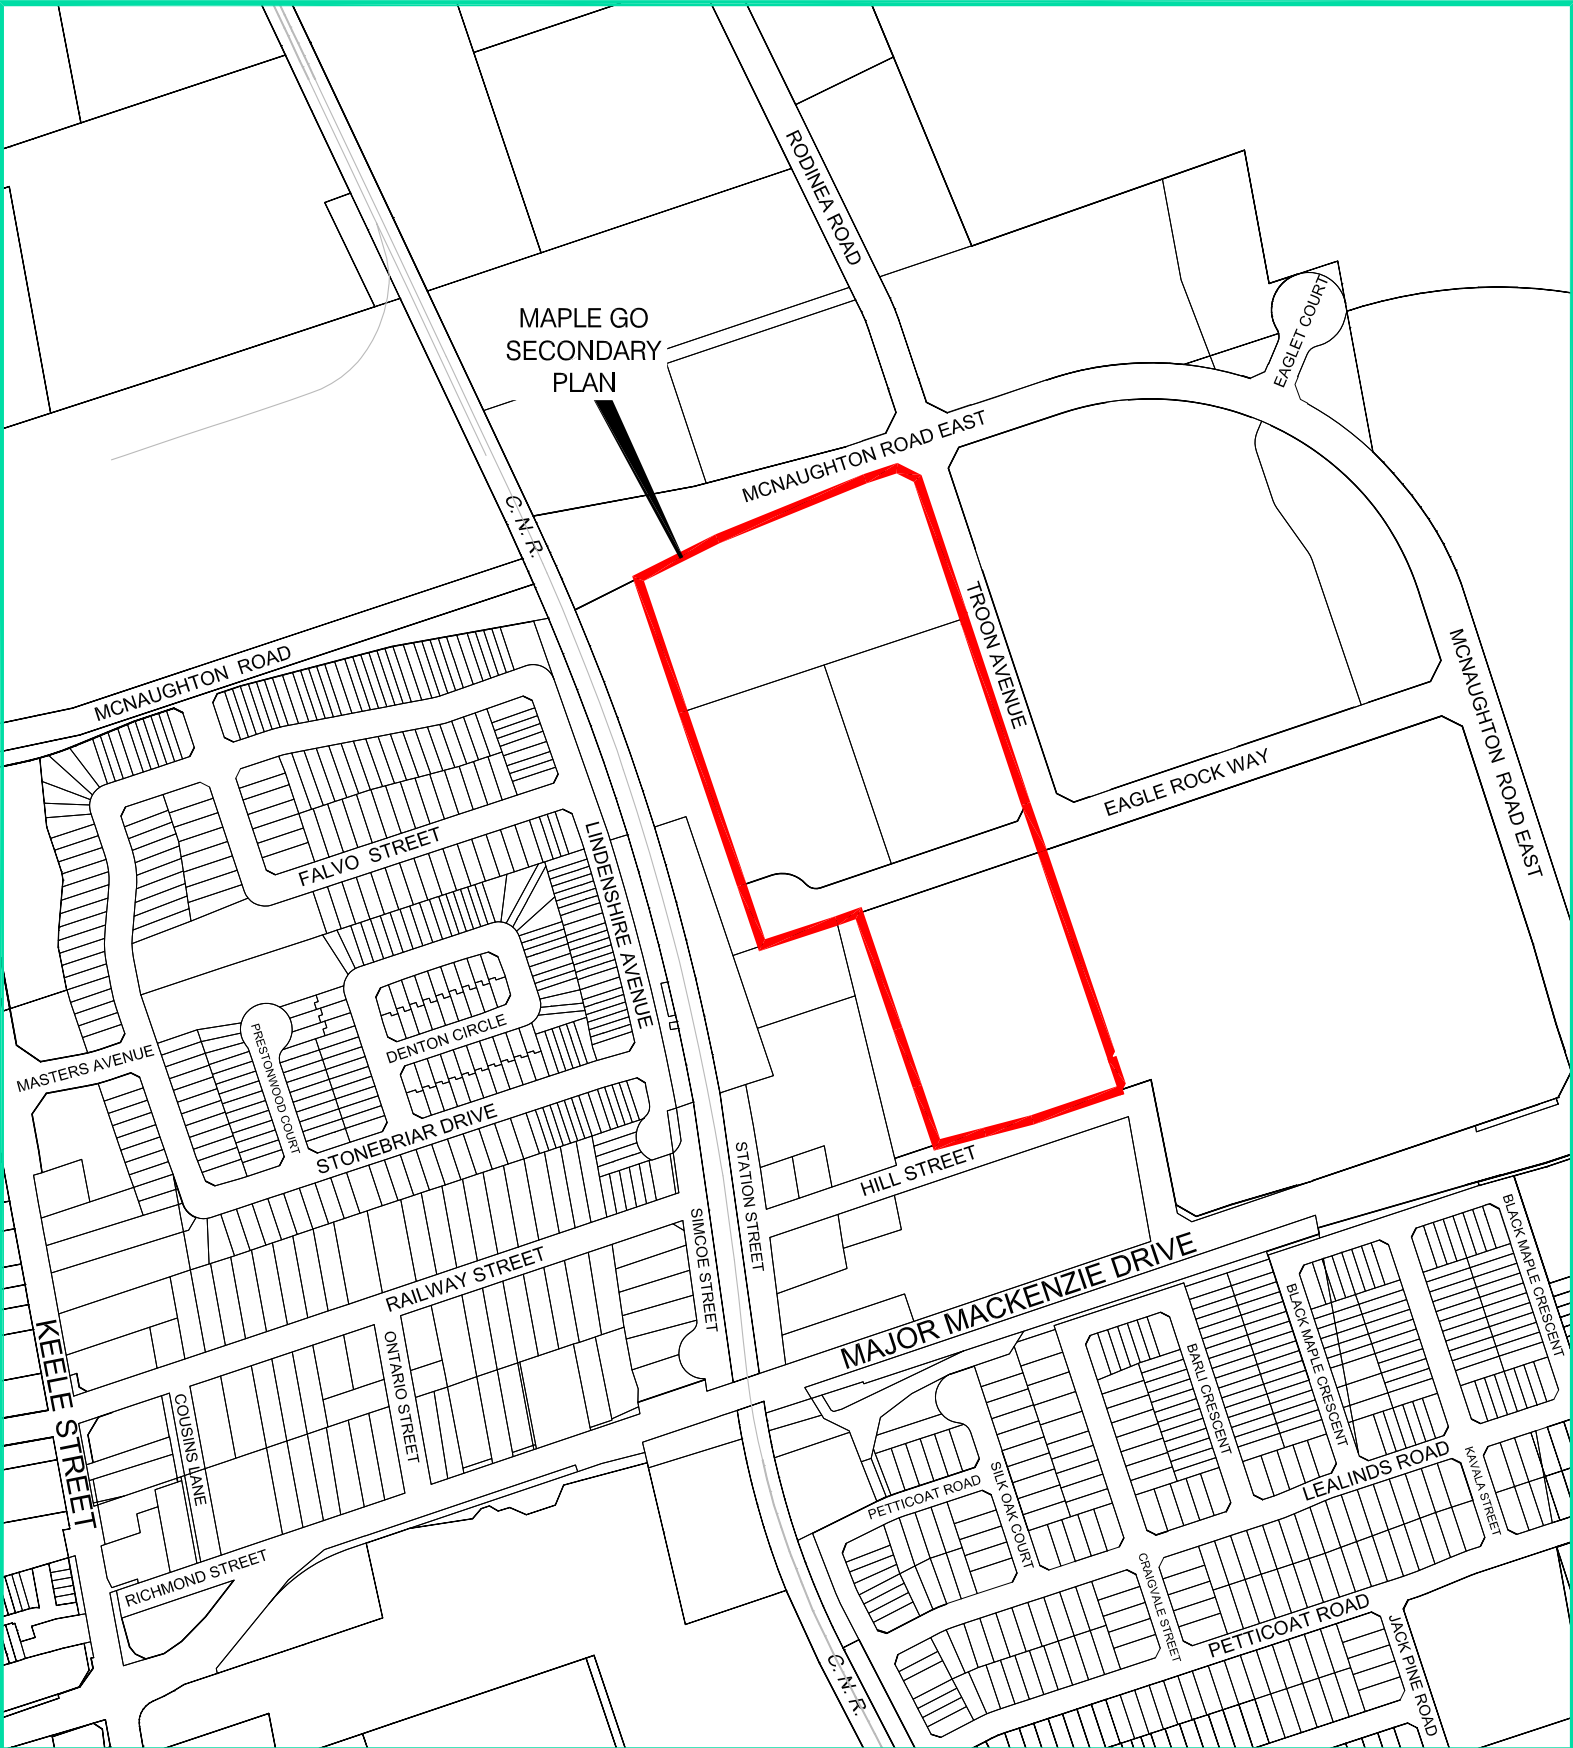 RODINEA ROAD
EAGLET COURT
MAPLE GO
SECONDARY
PLAN
MCNAUGHTON ROAD EAST
C. N. R.
TROON AVENUE
MCNAUGHTON ROAD
MCNAUGHTON ROAD EAST
EAGLE ROCK WAY
FALVO STREET
LINDENSHIRE AVENUE
DENTON CIRCLE
PRESTONWOOD COURT
MASTERS AVENUE
STONEBRIAR DRIVE
STATION STREET
HILL STREET
SIMCOE STREET
RAILWAY STREET
MAJOR MACKENZIE DRIVE
BLACK MAPLE CRESCENT
BLACK MAPLE CRESCENT
KEELE STREET
ONTARIO STREET
COUSINS LANE
BARLI CRESCENT
LEALINDS ROAD
KAVALA STREET
SILK OAK COURT
PETTICOAT ROAD
RICHMOND STREET
CRAIGVALE STREET
PETTICOAT ROAD
JACK PINE ROAD
C. N. R.